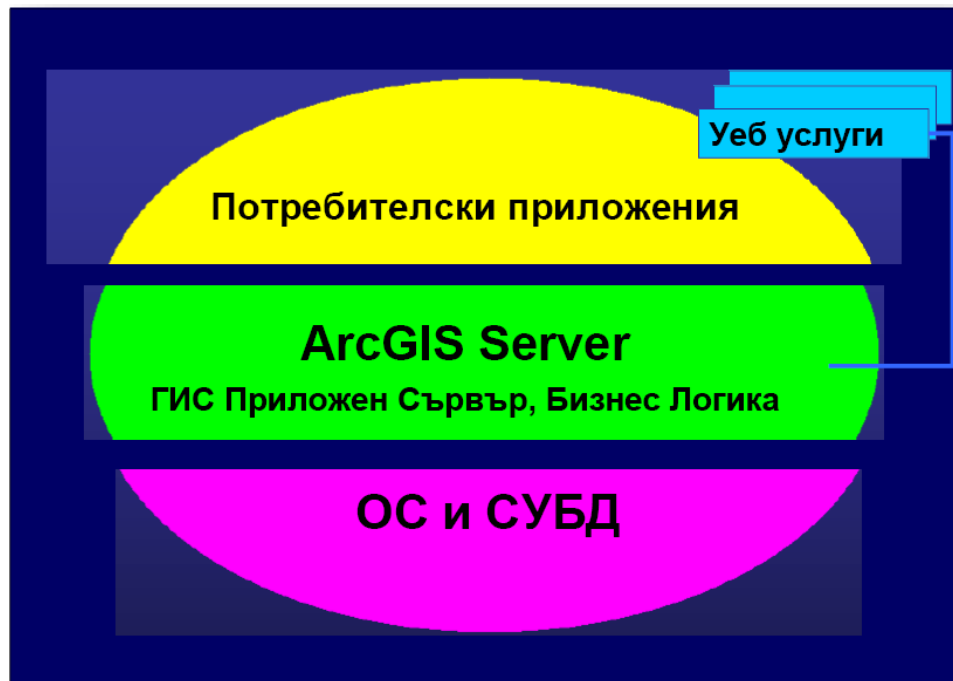 Уеб услуги
Потребителски приложения
ArcGIS Server
ГИС Приложен Сървър, Бизнес Логика
ОС и СУБД